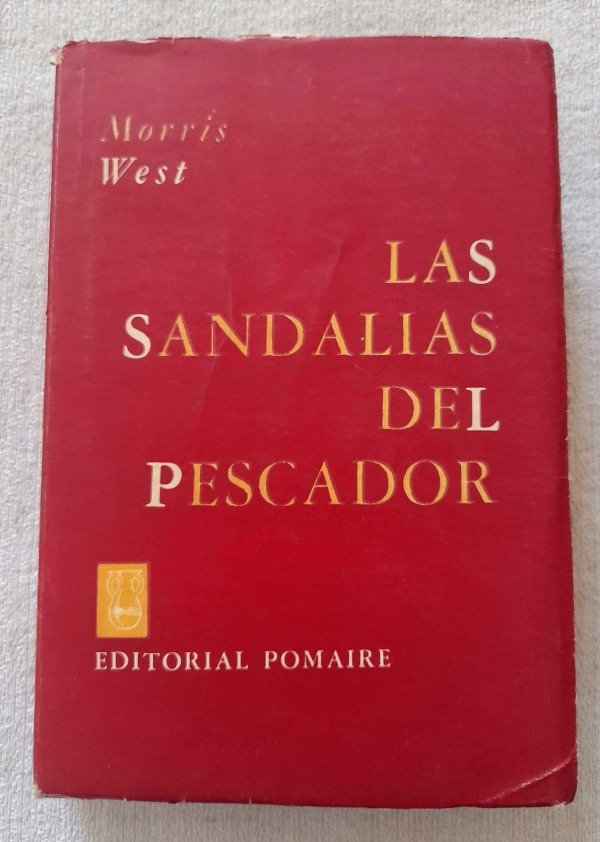 Morris
West
LAS
SANDALIAS
DEL
PESCADOR
EDITORIAL POMAIRE